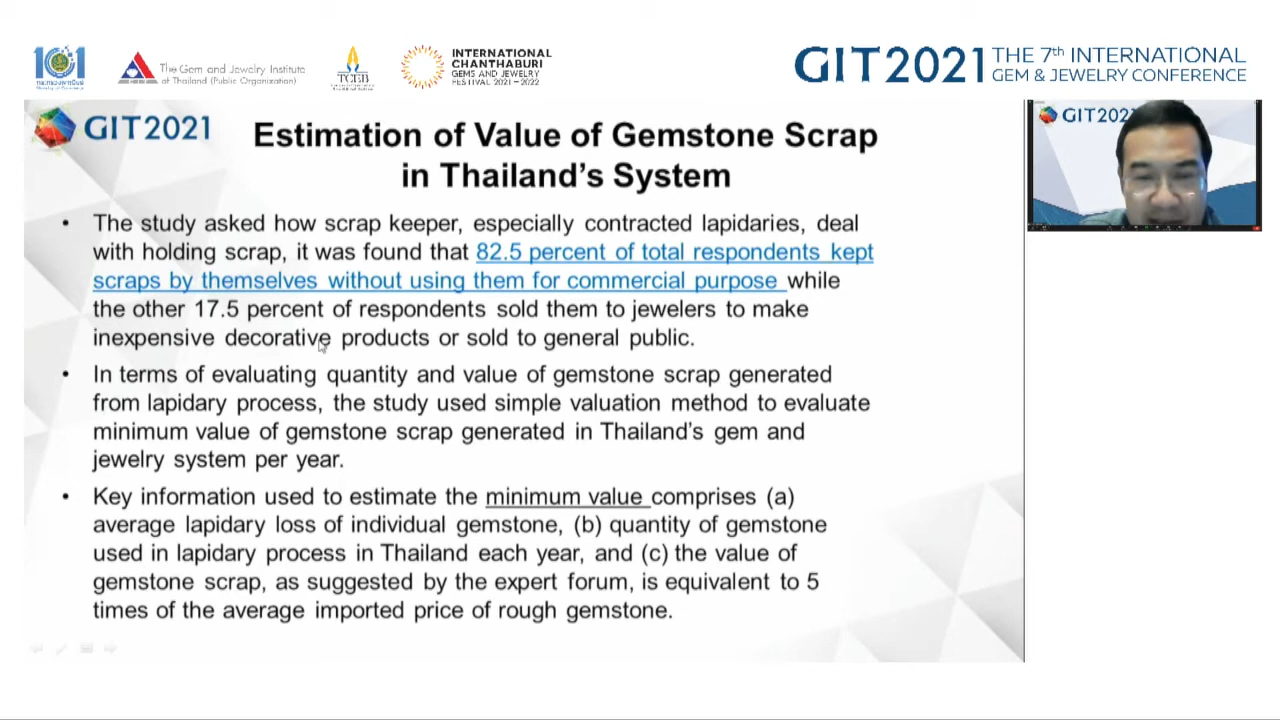 101
The Gem and Jewelry Institute
of Thailand (Public Organization)
TCEB
INTERNATIONAL
CHANTHABURI
GEMS AND JEWELRY
FESTIVAL 2021 – 2022
GIT2021 THE 7th INTERNATIONAL
GEM & JEWELRY CONFERENCE
GIT2021
Estimation of Value of Gemstone Scrap
in Thailand's System
• The study asked how scrap keeper, especially contracted lapidaries, deal
with holding scrap, it was found that 82.5 percent of total respondents kept
scraps by themselves without using them for commercial purpose while
the other 17.5 percent of respondents sold them to jewelers to make
inexpensive decorative products or sold to general public.
• In terms of evaluating quantity and value of gemstone scrap generated
from lapidary process, the study used simple valuation method to evaluate
minimum value of gemstone scrap generated in Thailand's gem and
jewelry system per year.
• Key information used to estimate the minimum value comprises (a)
average lapidary loss of individual gemstone, (b) quantity of gemstone
used in lapidary process in Thailand each year, and (c) the value of
gemstone scrap, as suggested by the expert forum, is equivalent to 5
times of the average imported price of rough gemstone.
GIT202